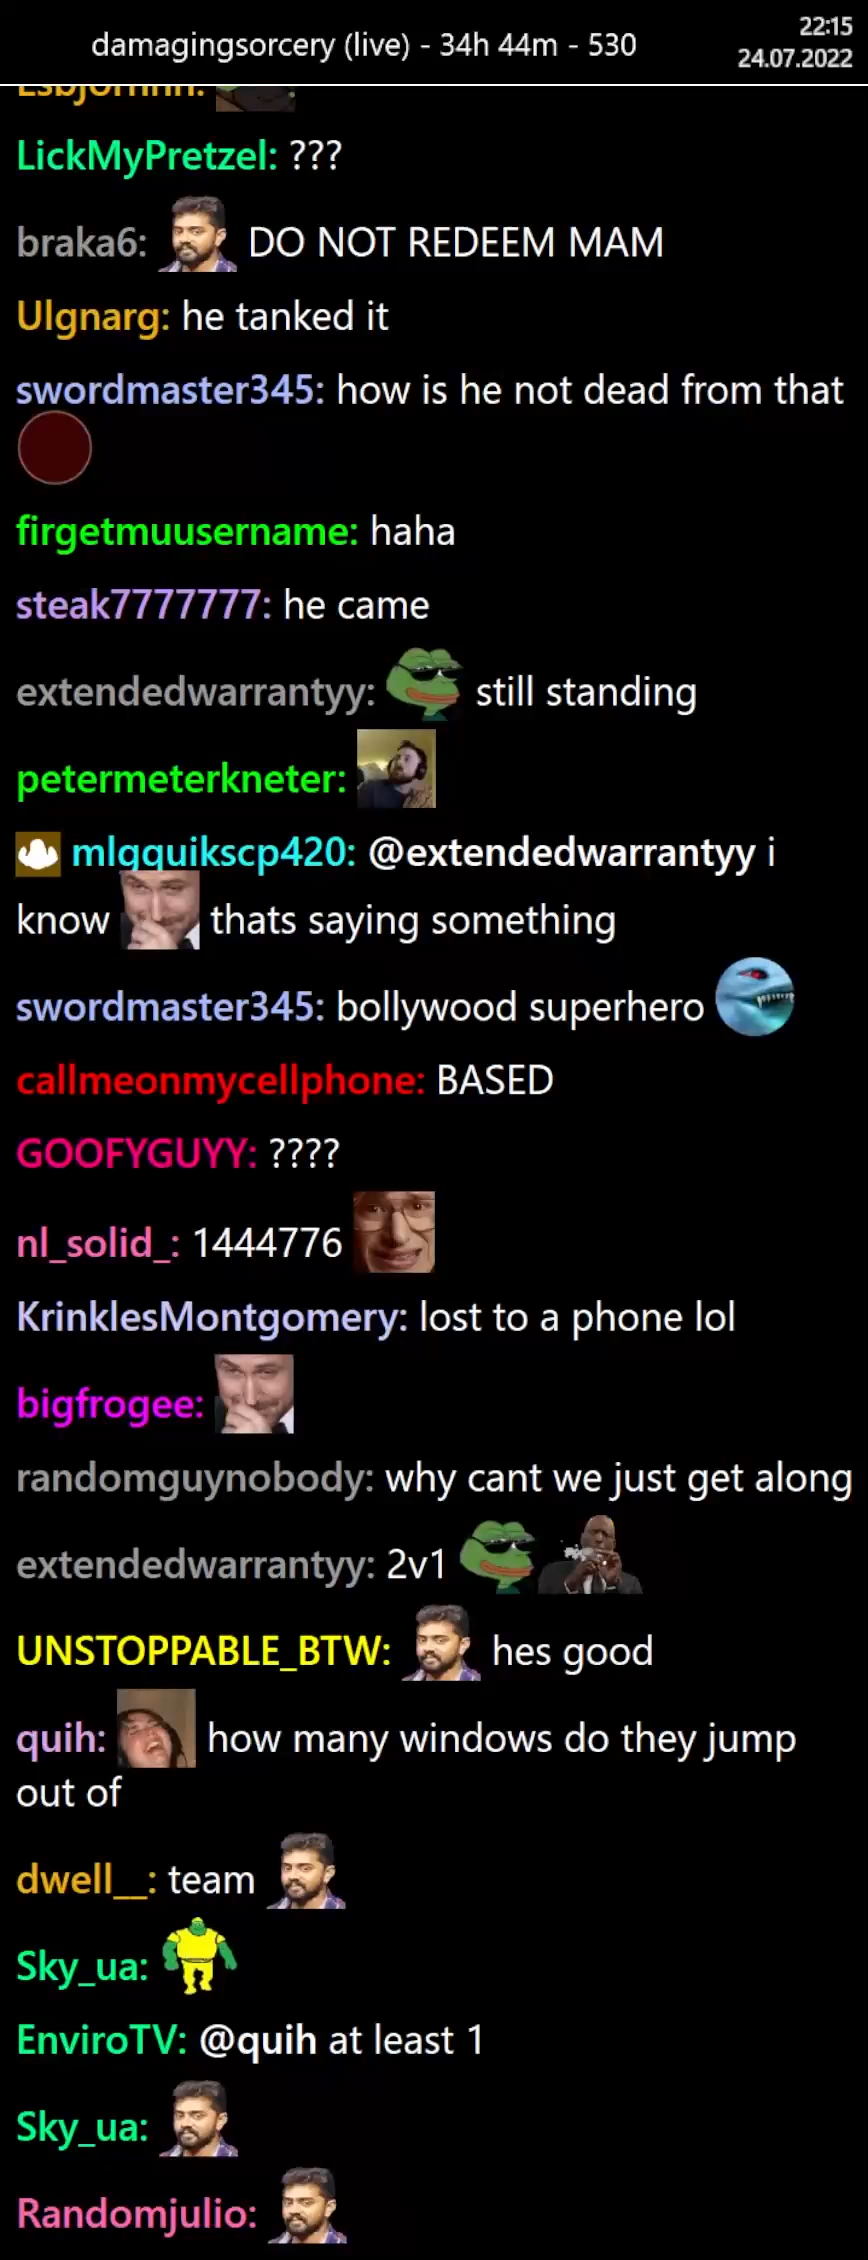 damagingsorcery (live) - 34h 44m - 530
22:15
24.07.2022
LickMyPretzel: ???
braka6: DO NOT REDEEM MAM
Ulgnarg: he tanked it
swordmaster345: how is he not dead from that
firgetmuusername: haha
steak7777777: he came
extendedwarrantyy: still standing
petermeterkneter:
mlgquikscp420: @extendedwarrantyy i
know thats saying something
swordmaster345: bollywood superhero
callmeonmycellphone: BASED
GOOFYGUYY: ????
nl_solid_: 1444776
KrinklesMontgomery: lost to a phone lol
bigfrogee:
randomguynobody: why cant we just get along
extendedwarrantyy: 2v1
UNSTOPPABLE_BTW: hes good
quih: how many windows do they jump
out of
dwell__: team
Sky_ua:
EnviroTV: @quih at least 1
Sky_ua:
Randomjulio: